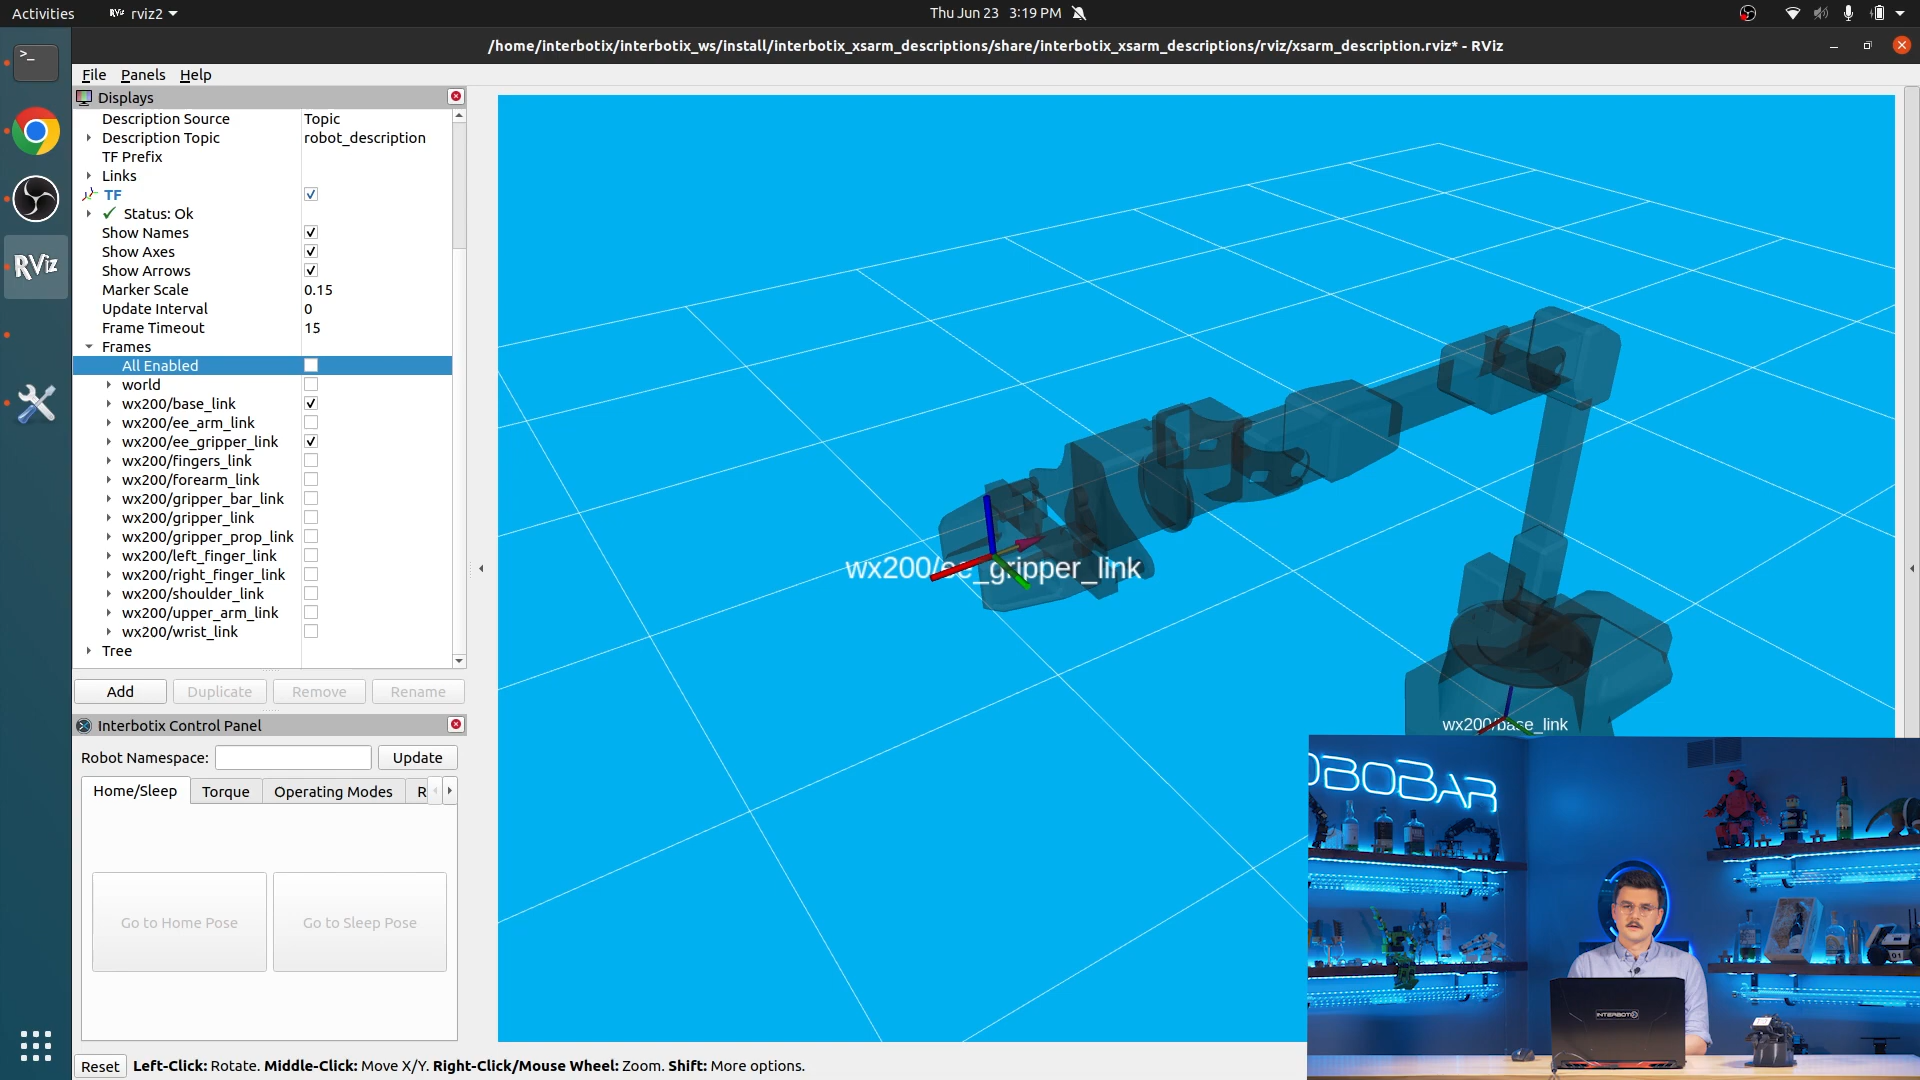 Activities
RViz rviz2
Thu Jun 23 3:19 PM
/home/interbotix/interbotix_ws/install/interbotix_xsarm_descriptions/share/interbotix_xsarm_descriptions/rviz/xsarm_description.rviz* - RViz
File Panels Help
>_
RViz
Displays
Description Source Topic
Description Topic robot_description
TF Prefix
Links
TF
Status: Ok
Show Names
Show Axes
Show Arrows
Marker Scale 0.15
Update Interval 0
Frame Timeout 15
Frames
All Enabled
world
wx200/base_link
wx200/ee_arm_link
wx200/ee_gripper_link
wx200/fingers_link
wx200/forearm_link
wx200/gripper_bar_link
wx200/gripper_link
wx200/gripper_prop_link
wx200/left_finger_link
wx200/right_finger_link
wx200/shoulder_link
wx200/upper_arm_link
wx200/wrist_link
Tree
Add Duplicate Remove Rename
Interbotix Control Panel
Robot Namespace: Update
Home/Sleep Torque Operating Modes R
Go to Home Pose Go to Sleep Pose
Reset Left-Click: Rotate. Middle-Click: Move X/Y. Right-Click/Mouse Wheel: Zoom. Shift: More options.
wx200/ee_gripper_link
wx200/base_link
OBOBAR
INTERBOTIX
01